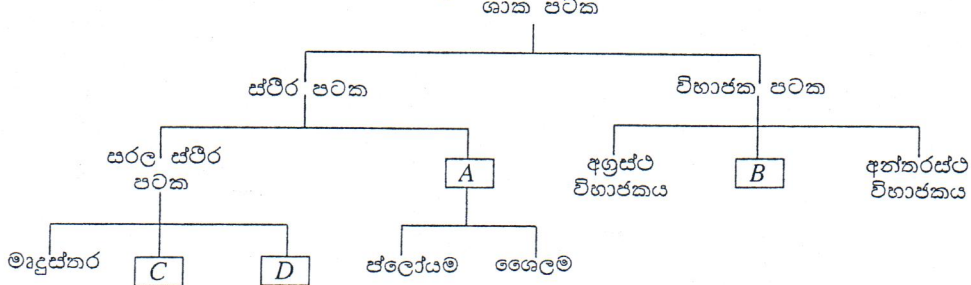 ශාක පටක
ස්ථීර පටක
විභාජක පටක
සරල ස්ථීර
පටක
A
අග්‍රස්ථ
විභාජකය
B
අන්තරස්ථ
විභාජකය
මෘදුස්තර
C
D
ප්ලෝයම
ශෛලම